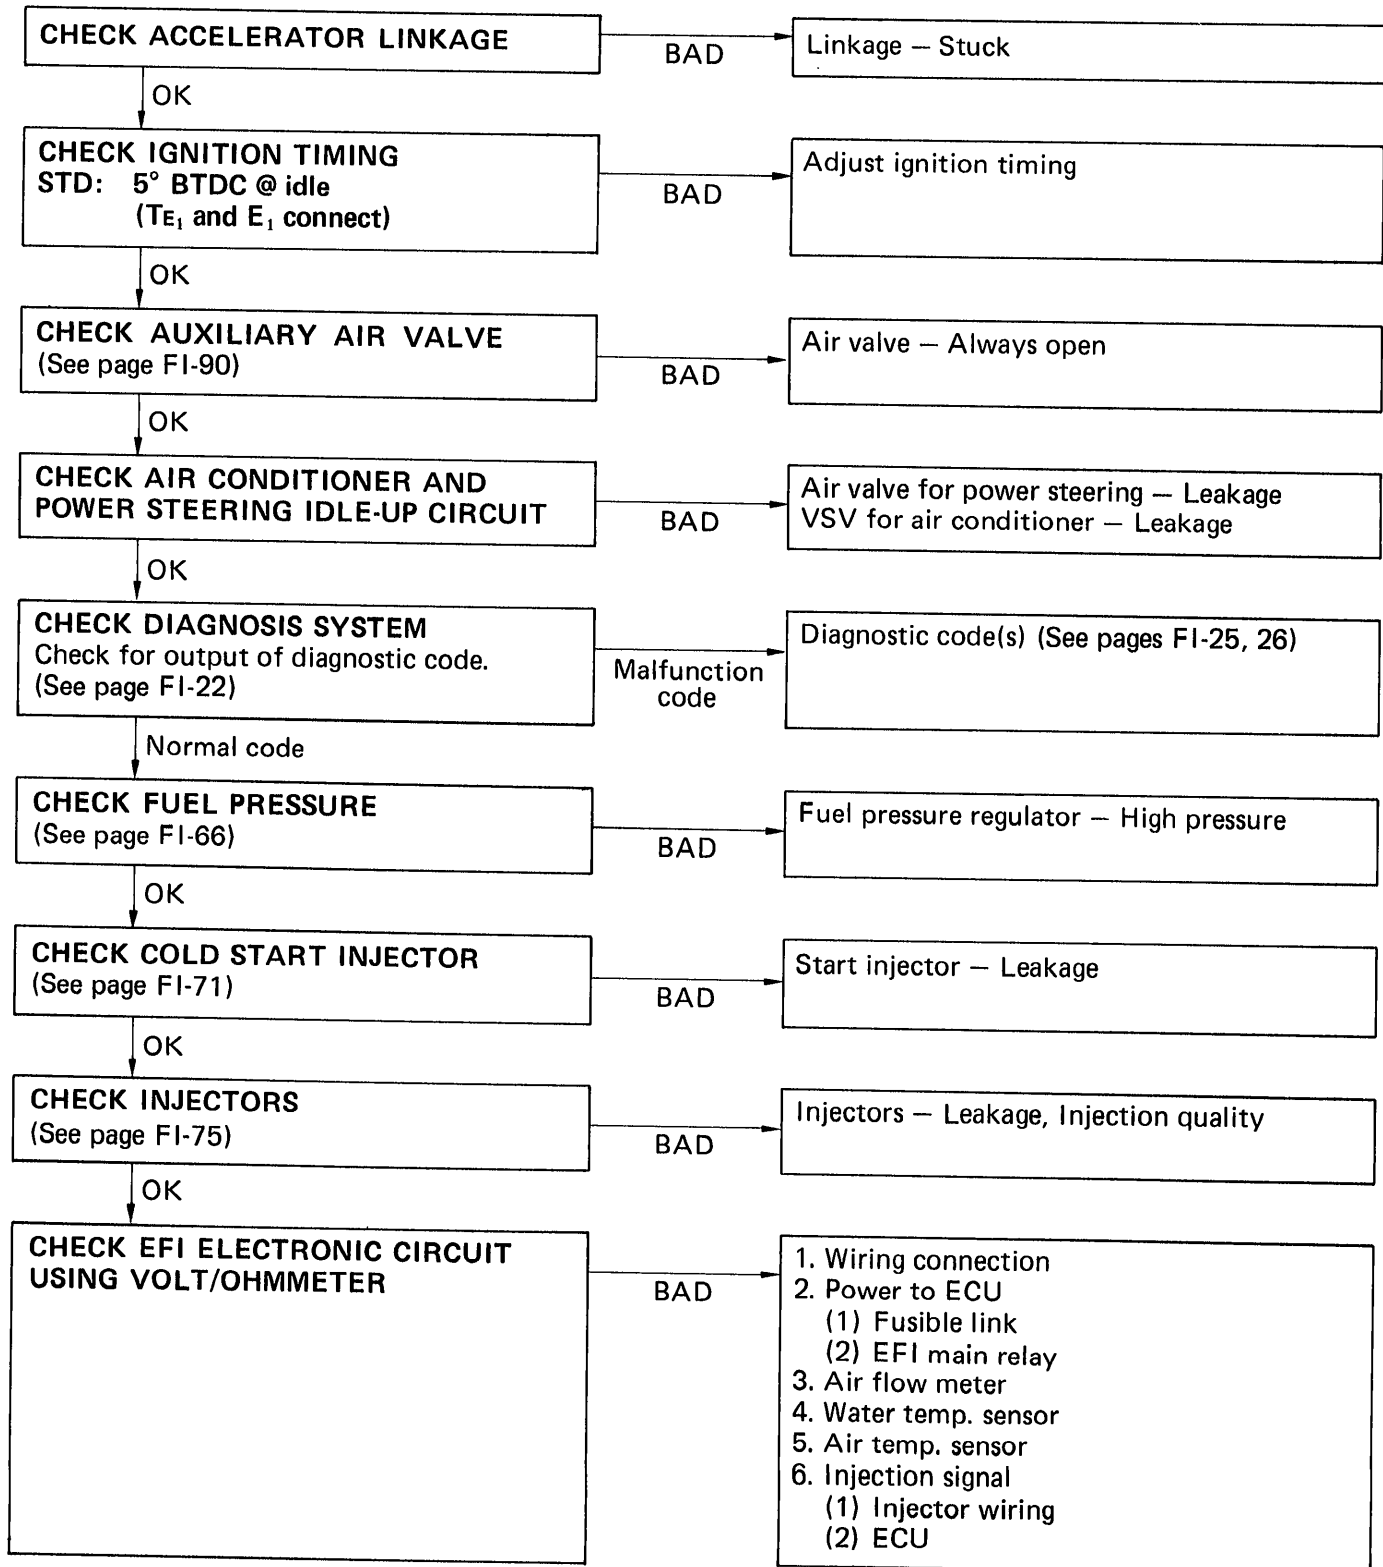 CHECK ACCELERATOR LINKAGE
BAD
Linkage — Stuck
OK
CHECK IGNITION TIMING
STD: 5° BTDC @ idle
(TE₁ and E₁ connect)
BAD
Adjust ignition timing
OK
CHECK AUXILIARY AIR VALVE
(See page FI-90)
BAD
Air valve — Always open
OK
CHECK AIR CONDITIONER AND
POWER STEERING IDLE-UP CIRCUIT
BAD
Air valve for power steering — Leakage
VSV for air conditioner — Leakage
OK
CHECK DIAGNOSIS SYSTEM
Check for output of diagnostic code.
(See page FI-22)
Malfunction
code
Diagnostic code(s) (See pages FI-25, 26)
Normal code
CHECK FUEL PRESSURE
(See page FI-66)
BAD
Fuel pressure regulator — High pressure
OK
CHECK COLD START INJECTOR
(See page FI-71)
BAD
Start injector — Leakage
OK
CHECK INJECTORS
(See page FI-75)
BAD
Injectors — Leakage, Injection quality
OK
CHECK EFI ELECTRONIC CIRCUIT
USING VOLT/OHMMETER
BAD
1. Wiring connection
2. Power to ECU
(1) Fusible link
(2) EFI main relay
3. Air flow meter
4. Water temp. sensor
5. Air temp. sensor
6. Injection signal
(1) Injector wiring
(2) ECU